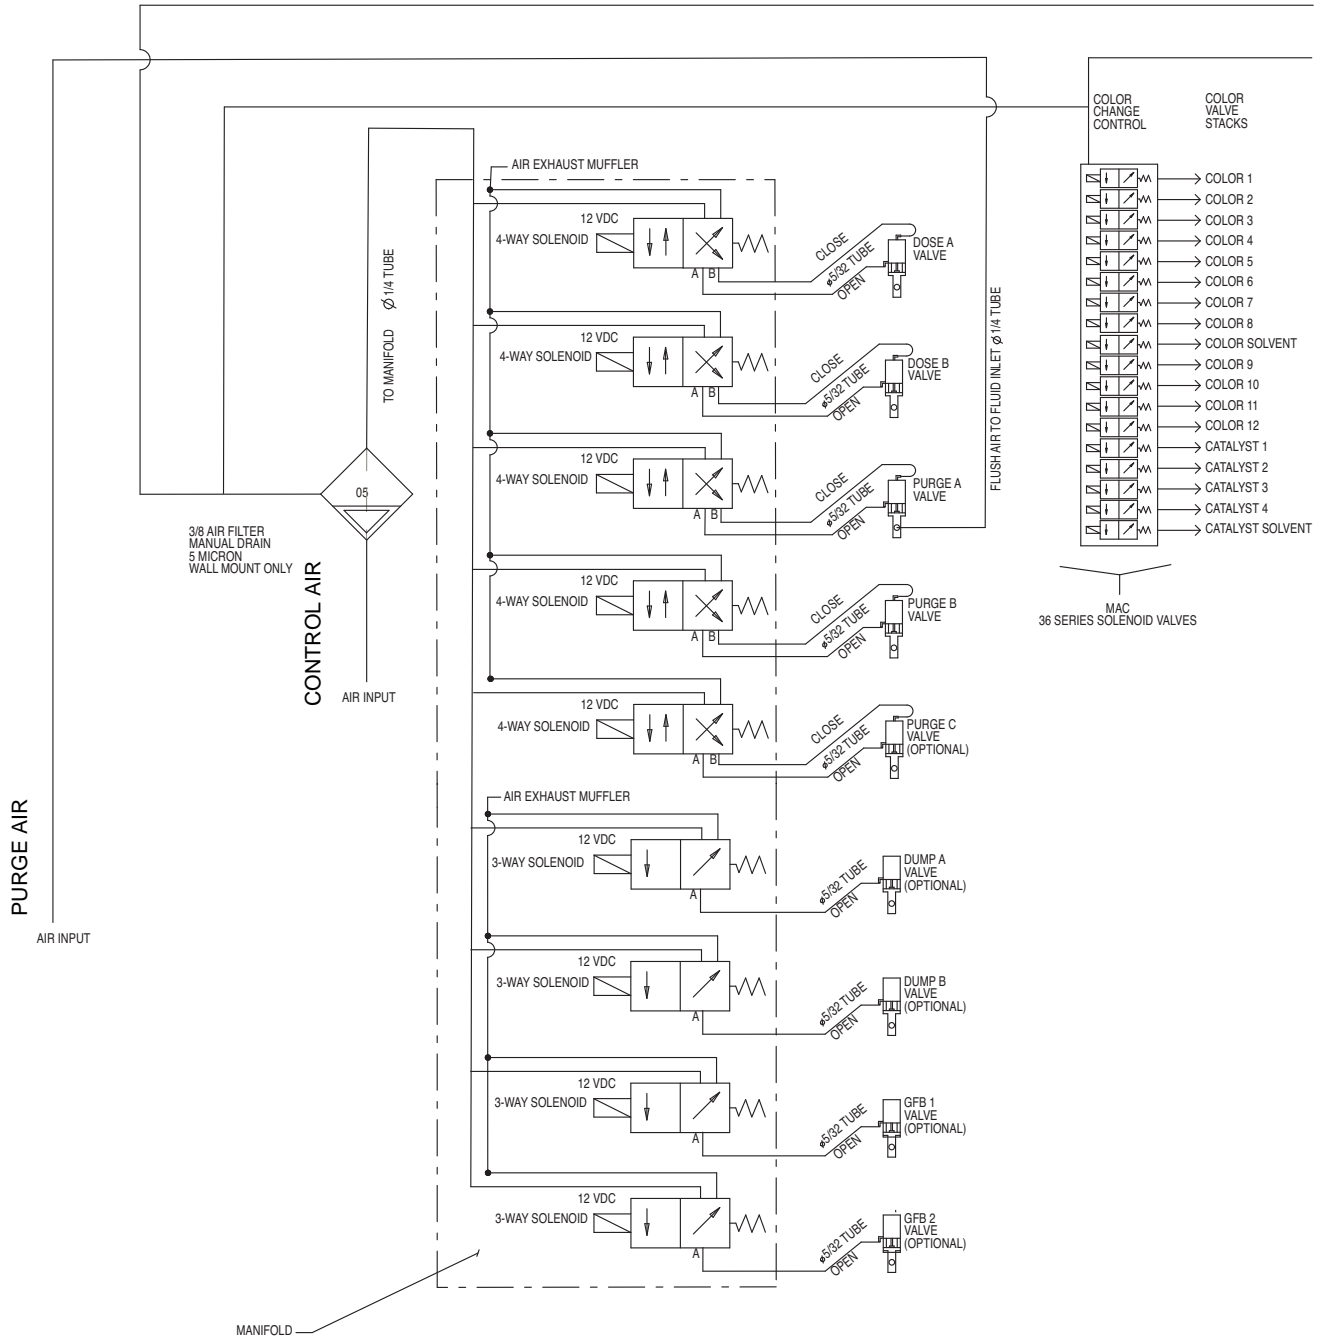 COLOR
CHANGE
CONTROL
COLOR
VALVE
STACKS
AIR EXHAUST MUFFLER
12 VDC
4-WAY SOLENOID
A
B
CLOSE
ø5/32 TUBE
OPEN
DOSE A
VALVE
12 VDC
4-WAY SOLENOID
A
B
CLOSE
ø5/32 TUBE
OPEN
DOSE B
VALVE
12 VDC
4-WAY SOLENOID
A
B
CLOSE
ø5/32 TUBE
OPEN
PURGE A
VALVE
12 VDC
4-WAY SOLENOID
A
B
CLOSE
ø5/32 TUBE
OPEN
PURGE B
VALVE
12 VDC
4-WAY SOLENOID
A
B
CLOSE
ø5/32 TUBE
OPEN
PURGE C
VALVE
(OPTIONAL)
AIR EXHAUST MUFFLER
12 VDC
3-WAY SOLENOID
A
ø5/32 TUBE
OPEN
DUMP A
VALVE
(OPTIONAL)
12 VDC
3-WAY SOLENOID
A
ø5/32 TUBE
OPEN
DUMP B
VALVE
(OPTIONAL)
12 VDC
3-WAY SOLENOID
A
ø5/32 TUBE
OPEN
GFB 1
VALVE
(OPTIONAL)
12 VDC
3-WAY SOLENOID
A
ø5/32 TUBE
OPEN
GFB 2
VALVE
(OPTIONAL)
MANIFOLD
TO MANIFOLD ø 1/4 TUBE
05
3/8 AIR FILTER
MANUAL DRAIN
5 MICRON
WALL MOUNT ONLY
CONTROL AIR
AIR INPUT
PURGE AIR
AIR INPUT
FLUSH AIR TO FLUID INLET ø 1/4 TUBE
COLOR 1
COLOR 2
COLOR 3
COLOR 4
COLOR 5
COLOR 6
COLOR 7
COLOR 8
COLOR SOLVENT
COLOR 9
COLOR 10
COLOR 11
COLOR 12
CATALYST 1
CATALYST 2
CATALYST 3
CATALYST 4
CATALYST SOLVENT
MAC
36 SERIES SOLENOID VALVES